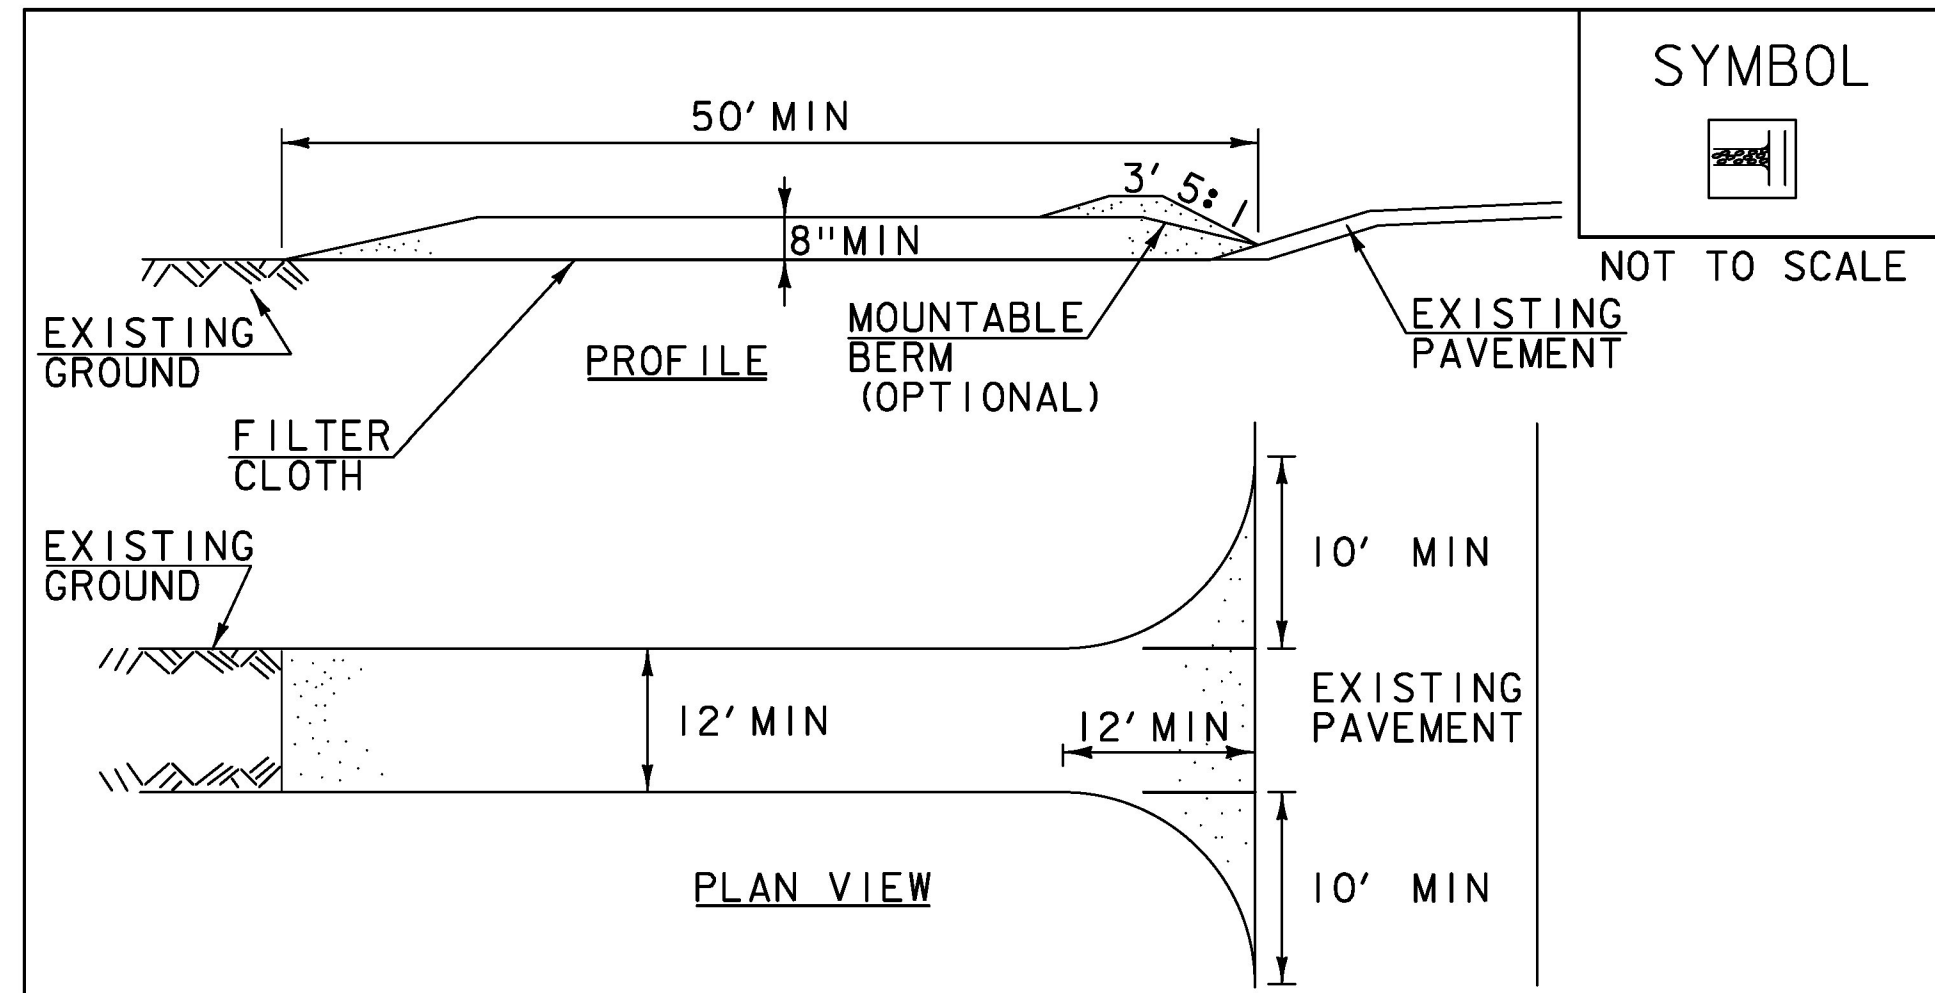 SYMBOL
NOT TO SCALE
50' MIN
3' 5:1
8" MIN
EXISTING
GROUND
PROFILE
MOUNTABLE
BERM
(OPTIONAL)
EXISTING
PAVEMENT
FILTER
CLOTH
EXISTING
GROUND
10' MIN
12' MIN
12' MIN
EXISTING
PAVEMENT
PLAN VIEW
10' MIN